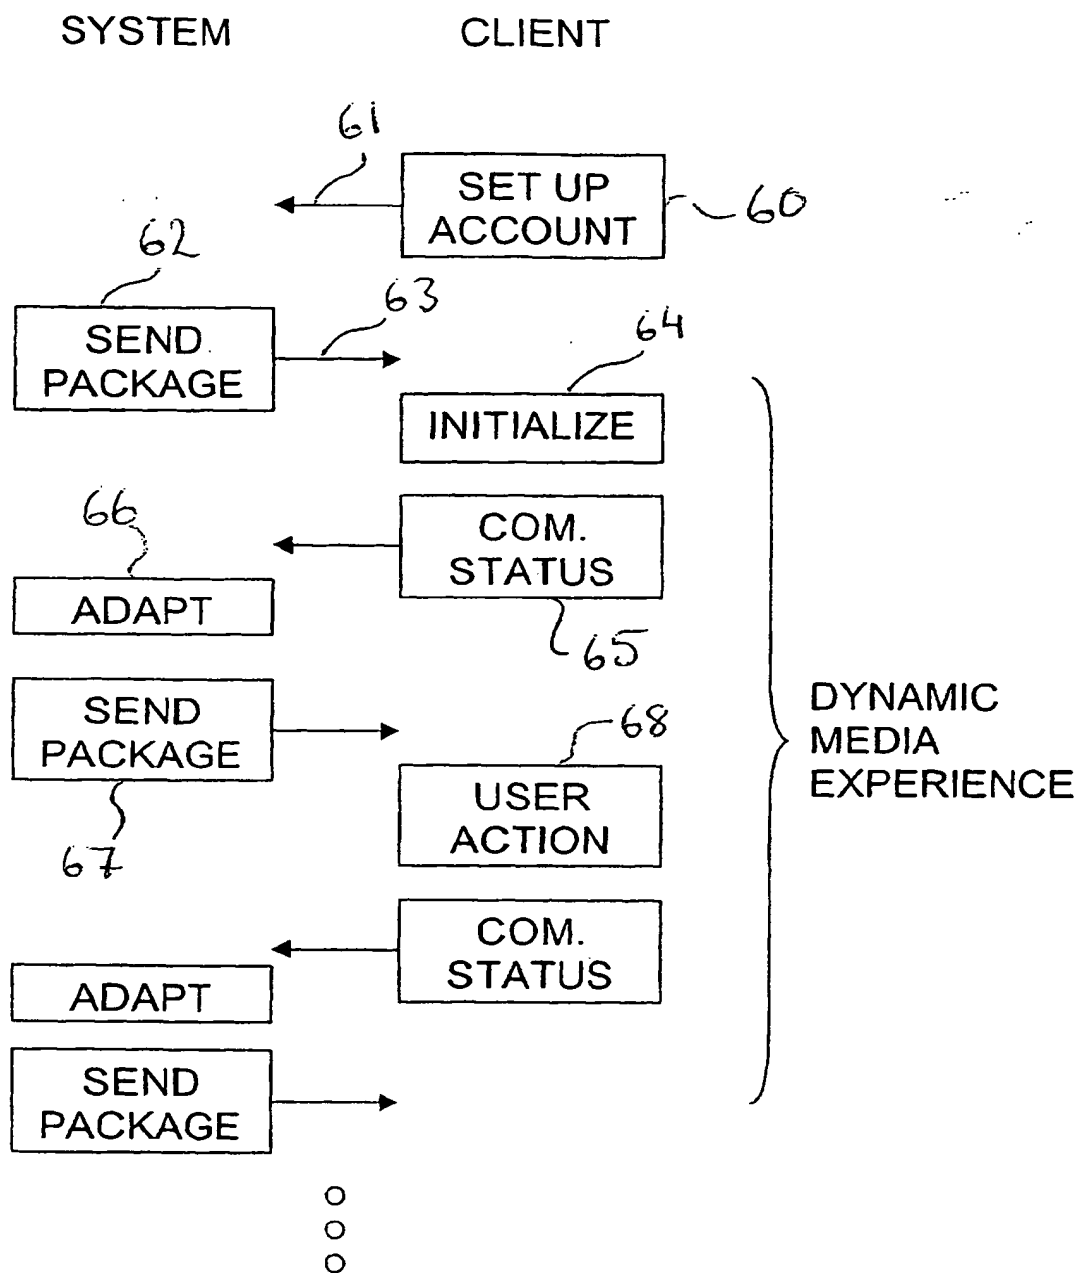 SYSTEM
CLIENT
61
SET UP
ACCOUNT
60
62
SEND
PACKAGE
63
64
INITIALIZE
66
COM.
STATUS
ADAPT
65
SEND
PACKAGE
68
DYNAMIC
MEDIA
EXPERIENCE
USER
ACTION
67
COM.
STATUS
ADAPT
SEND
PACKAGE